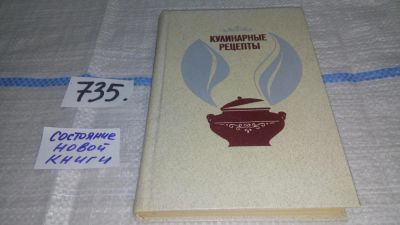 КУЛИНАРНЫЕ
РЕЦЕПТЫ
735.
СОСТОЯНИЕ
НОВОЙ
КНИГИ